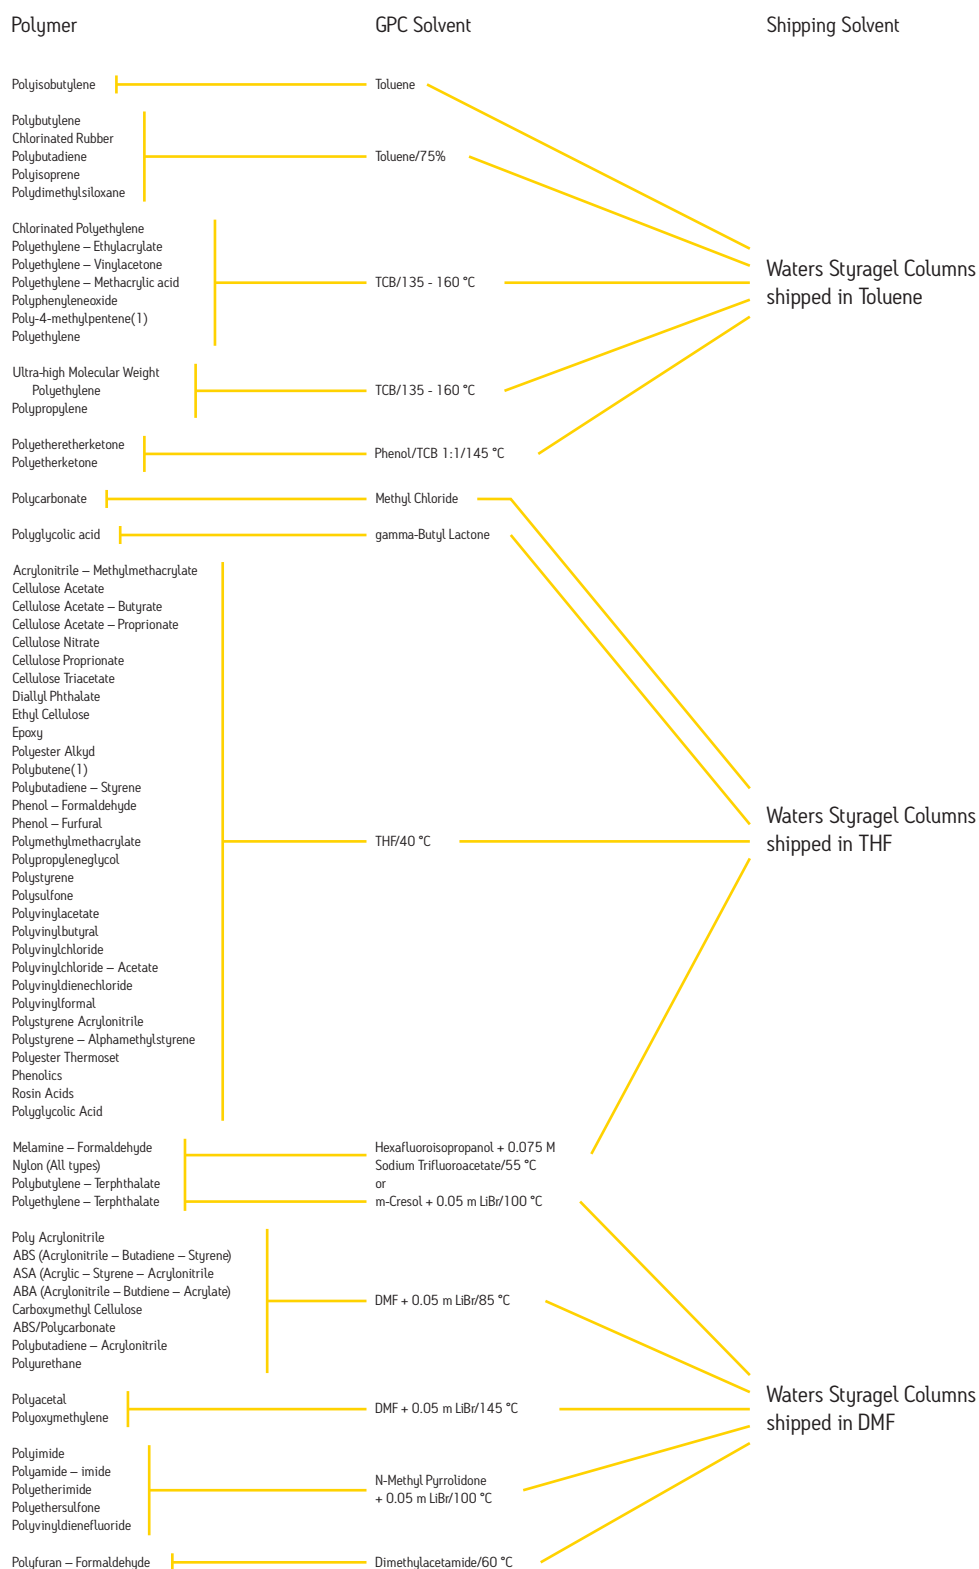 Polymer
GPC Solvent
Shipping Solvent
Polyisobutylene
Toluene
Polybutylene
Chlorinated Rubber
Polybutadiene
Polyisoprene
Polydimethylsiloxane
Toluene/75%
Chlorinated Polyethylene
Polyethylene – Ethylacrylate
Polyethylene – Vinylacetone
Polyethylene – Methacrylic acid
Polyphenyleneoxide
Poly-4-methylpentene(1)
Polyethylene
TCB/135 - 160 °C
Waters Styragel Columns
shipped in Toluene
Ultra-high Molecular Weight
Polyethylene
Polypropylene
TCB/135 - 160 °C
Polyetheretherketone
Polyetherketone
Phenol/TCB 1:1/145 °C
Polycarbonate
Methyl Chloride
Polyglycolic acid
gamma-Butyl Lactone
Acrylonitrile – Methylmethacrylate
Cellulose Acetate
Cellulose Acetate – Butyrate
Cellulose Acetate – Proprionate
Cellulose Nitrate
Cellulose Proprionate
Cellulose Triacetate
Diallyl Phthalate
Ethyl Cellulose
Epoxy
Polyester Alkyd
Polybutene(1)
Polybutadiene – Styrene
Phenol – Formaldehyde
Phenol – Furfural
Polymethylmethacrylate
Polypropyleneglycol
Polystyrene
Polysulfone
Polyvinylacetate
Polyvinylbutyral
Polyvinylchloride
Polyvinylchloride – Acetate
Polyvinyldienechloride
Polyvinylformal
Polystyrene Acrylonitrile
Polystyrene – Alphamethylstyrene
Polyester Thermoset
Phenolics
Rosin Acids
Polyglycolic Acid
THF/40 °C
Waters Styragel Columns
shipped in THF
Melamine – Formaldehyde
Nylon (All types)
Polybutylene – Terphthalate
Polyethylene – Terphthalate
Hexafluoroisopropanol + 0.075 M
Sodium Trifluoroacetate/55 °C
or
m-Cresol + 0.05 m LiBr/100 °C
Poly Acrylonitrile
ABS (Acrylonitrile – Butadiene – Styrene)
ASA (Acrylic – Styrene – Acrylonitrile
ABA (Acrylonitrile – Butdiene – Acrylate)
Carboxymethyl Cellulose
ABS/Polycarbonate
Polybutadiene – Acrylonitrile
Polyurethane
DMF + 0.05 m LiBr/85 °C
Polyacetal
Polyoxymethylene
DMF + 0.05 m LiBr/145 °C
Waters Styragel Columns
shipped in DMF
Polyimide
Polyamide – imide
Polyetherimide
Polyethersulfone
Polyvinyldienefluoride
N-Methyl Pyrrolidone
+ 0.05 m LiBr/100 °C
Polyfuran – Formaldehyde
Dimethylacetamide/60 °C